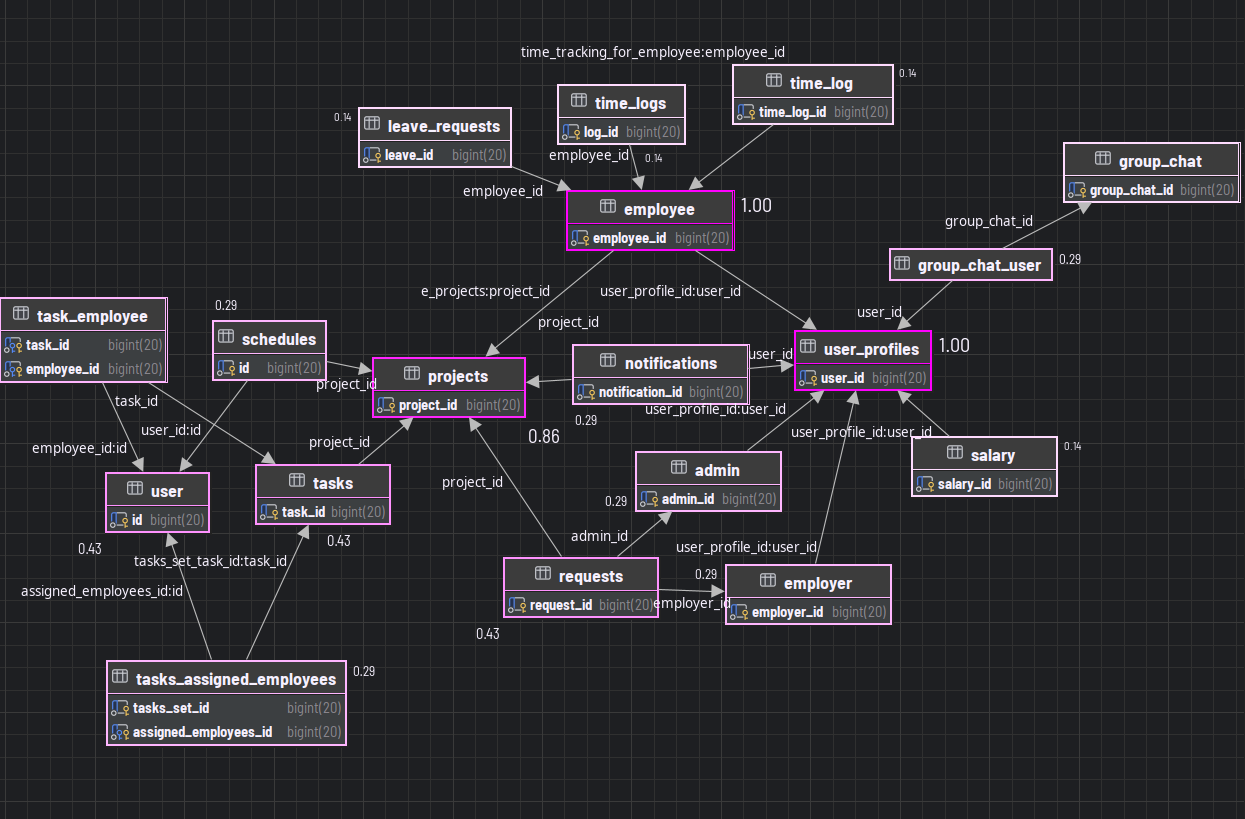 time_tracking_for_employee:employee_id
time_log
0.14
time_log_id bigint(20)
time_logs
log_id bigint(20)
0.14
leave_requests
leave_id bigint(20)
employee_id
0.14
employee_id
employee
1.00
employee_id bigint(20)
group_chat
group_chat_id bigint(20)
group_chat_id
group_chat_user
0.29
e_projects:project_id
user_profile_id:user_id
project_id
user_id
task_employee
task_id bigint(20)
employee_id bigint(20)
0.29
schedules
id bigint(20)
project_id
projects
project_id bigint(20)
0.86
notifications
notification_id bigint(20)
0.29
user_id
user_profiles
1.00
user_id bigint(20)
task_id
user_id:id
employee_id:id
project_id
user_profile_id:user_id
user_profile_id:user_id
salary
0.14
salary_id bigint(20)
user
id bigint(20)
0.43
tasks
task_id bigint(20)
0.43
project_id
admin
admin_id bigint(20)
0.29
admin_id
user_profile_id:user_id
tasks_set_task_id:task_id
assigned_employees_id:id
requests
request_id bigint(20)
0.43
employer_id
0.29
employer
employer_id bigint(20)
tasks_assigned_employees
0.29
tasks_set_id bigint(20)
assigned_employees_id bigint(20)